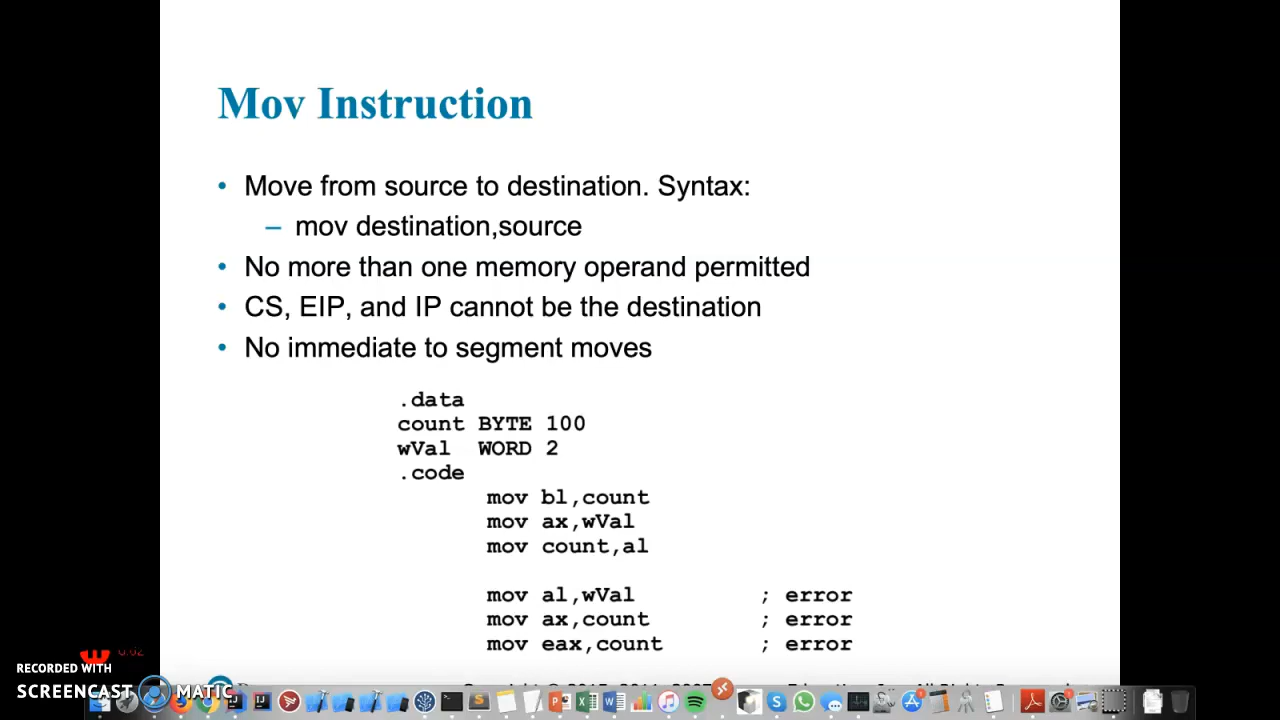 Mov Instruction
• Move from source to destination. Syntax:
– mov destination,source
• No more than one memory operand permitted
• CS, EIP, and IP cannot be the destination
• No immediate to segment moves
.data
count BYTE 100
wVal WORD 2
.code
mov bl,count
mov ax,wVal
mov count,al
mov al,wVal ; error
mov ax,count ; error
mov eax,count ; error
RECORDED WITH
SCREENCAST MATIC